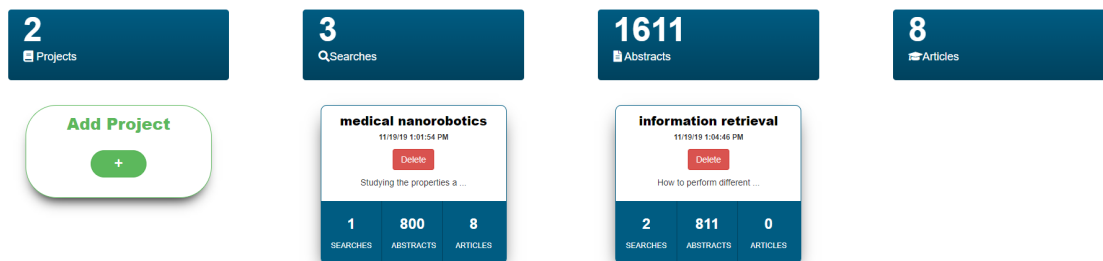 2
Projects
3
Searches
1611
Abstracts
8
Articles
Add Project
+
medical nanorobotics
11/19/19 1:01:54 PM
Delete
Studying the properties a ...
1
800
8
SEARCHES
ABSTRACTS
ARTICLES
information retrieval
11/19/19 1:04:46 PM
Delete
How to perform different ...
2
811
0
SEARCHES
ABSTRACTS
ARTICLES